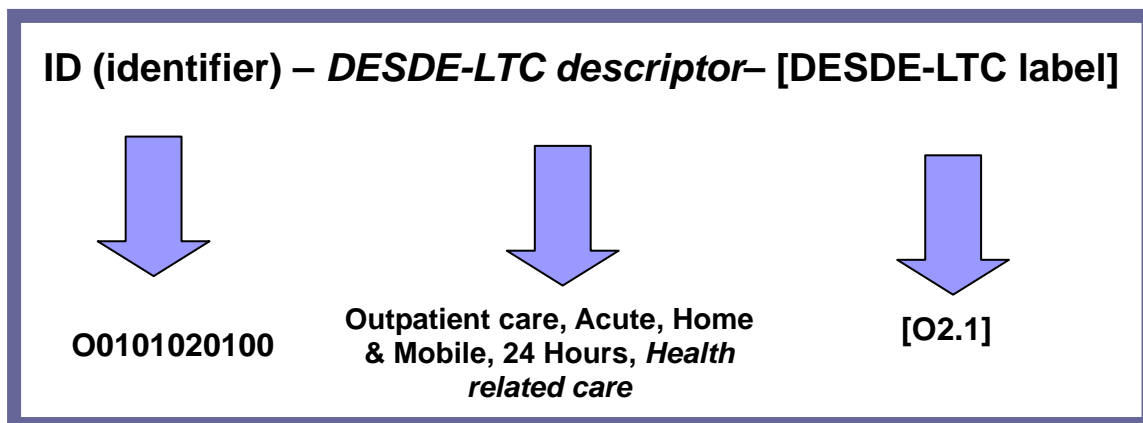 ID (identifier) – DESDE-LTC descriptor– [DESDE-LTC label]
O0101020100
Outpatient care, Acute, Home
& Mobile, 24 Hours, Health
related care
[O2.1]